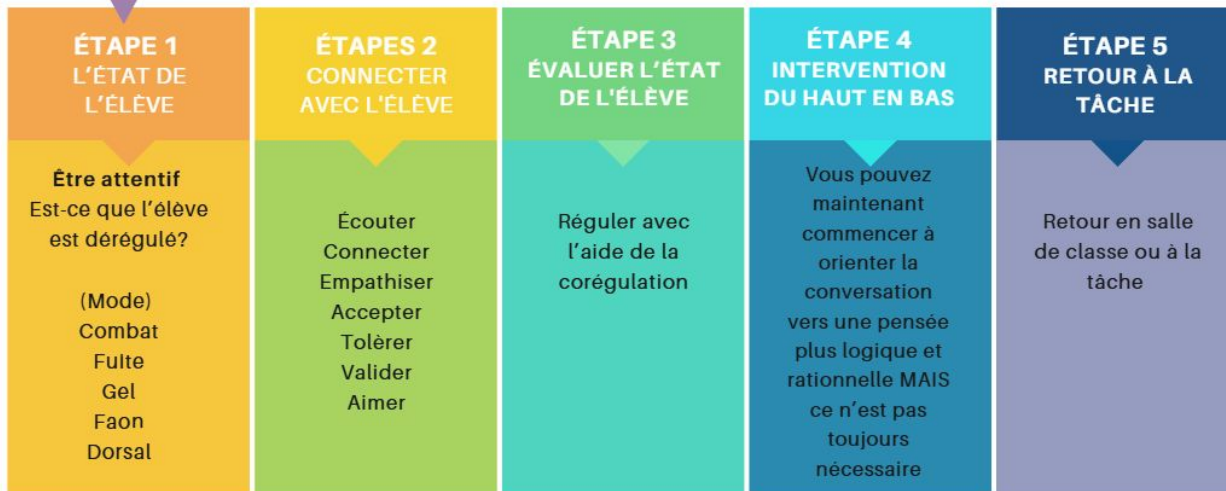 ÉTAPE 1
L'ÉTAT DE
L'ÉLÈVE
Être attentif
Est-ce que l'élève
est dérégulé?
(Mode)
Combat
Fuite
Gel
Faon
Dorsal
ÉTAPES 2
CONNECTER
AVEC L'ÉLÈVE
Écouter
Connecter
Empathiser
Accepter
Tolèrer
Valider
Aimer
ÉTAPE 3
ÉVALUER L'ÉTAT
DE L'ÉLÈVE
Réguler avec
l'aide de la
corégulation
ÉTAPE 4
INTERVENTION
DU HAUT EN BAS
Vous pouvez
maintenant
commencer à
orienter la
conversation
vers une pensée
plus logique et
rationnelle MAIS
ce n'est pas
toujours
nécessaire
ÉTAPE 5
RETOUR À LA
TÂCHE
Retour en salle
de classe ou à la
tâche